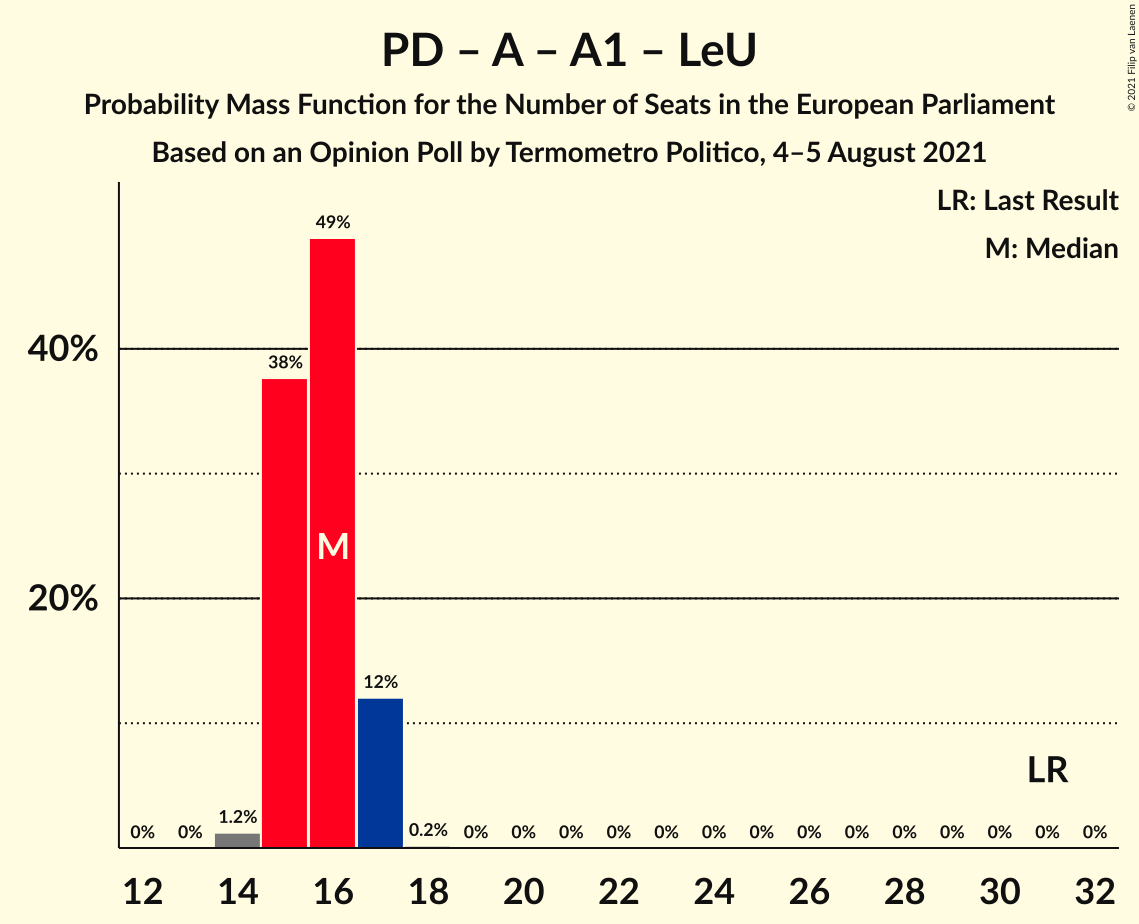 PD – A – A1 – LeU
Probability Mass Function for the Number of Seats in the European Parliament
Based on an Opinion Poll by Termometro Politico, 4–5 August 2021
© 2021 Filip van Laenen
LR: Last Result
M: Median
49%
40%
38%
M
20%
12%
LR
0% 0% 1.2% 0.2% 0% 0% 0% 0% 0% 0% 0% 0% 0% 0% 0% 0% 0% 0%
12 14 16 18 20 22 24 26 28 30 32